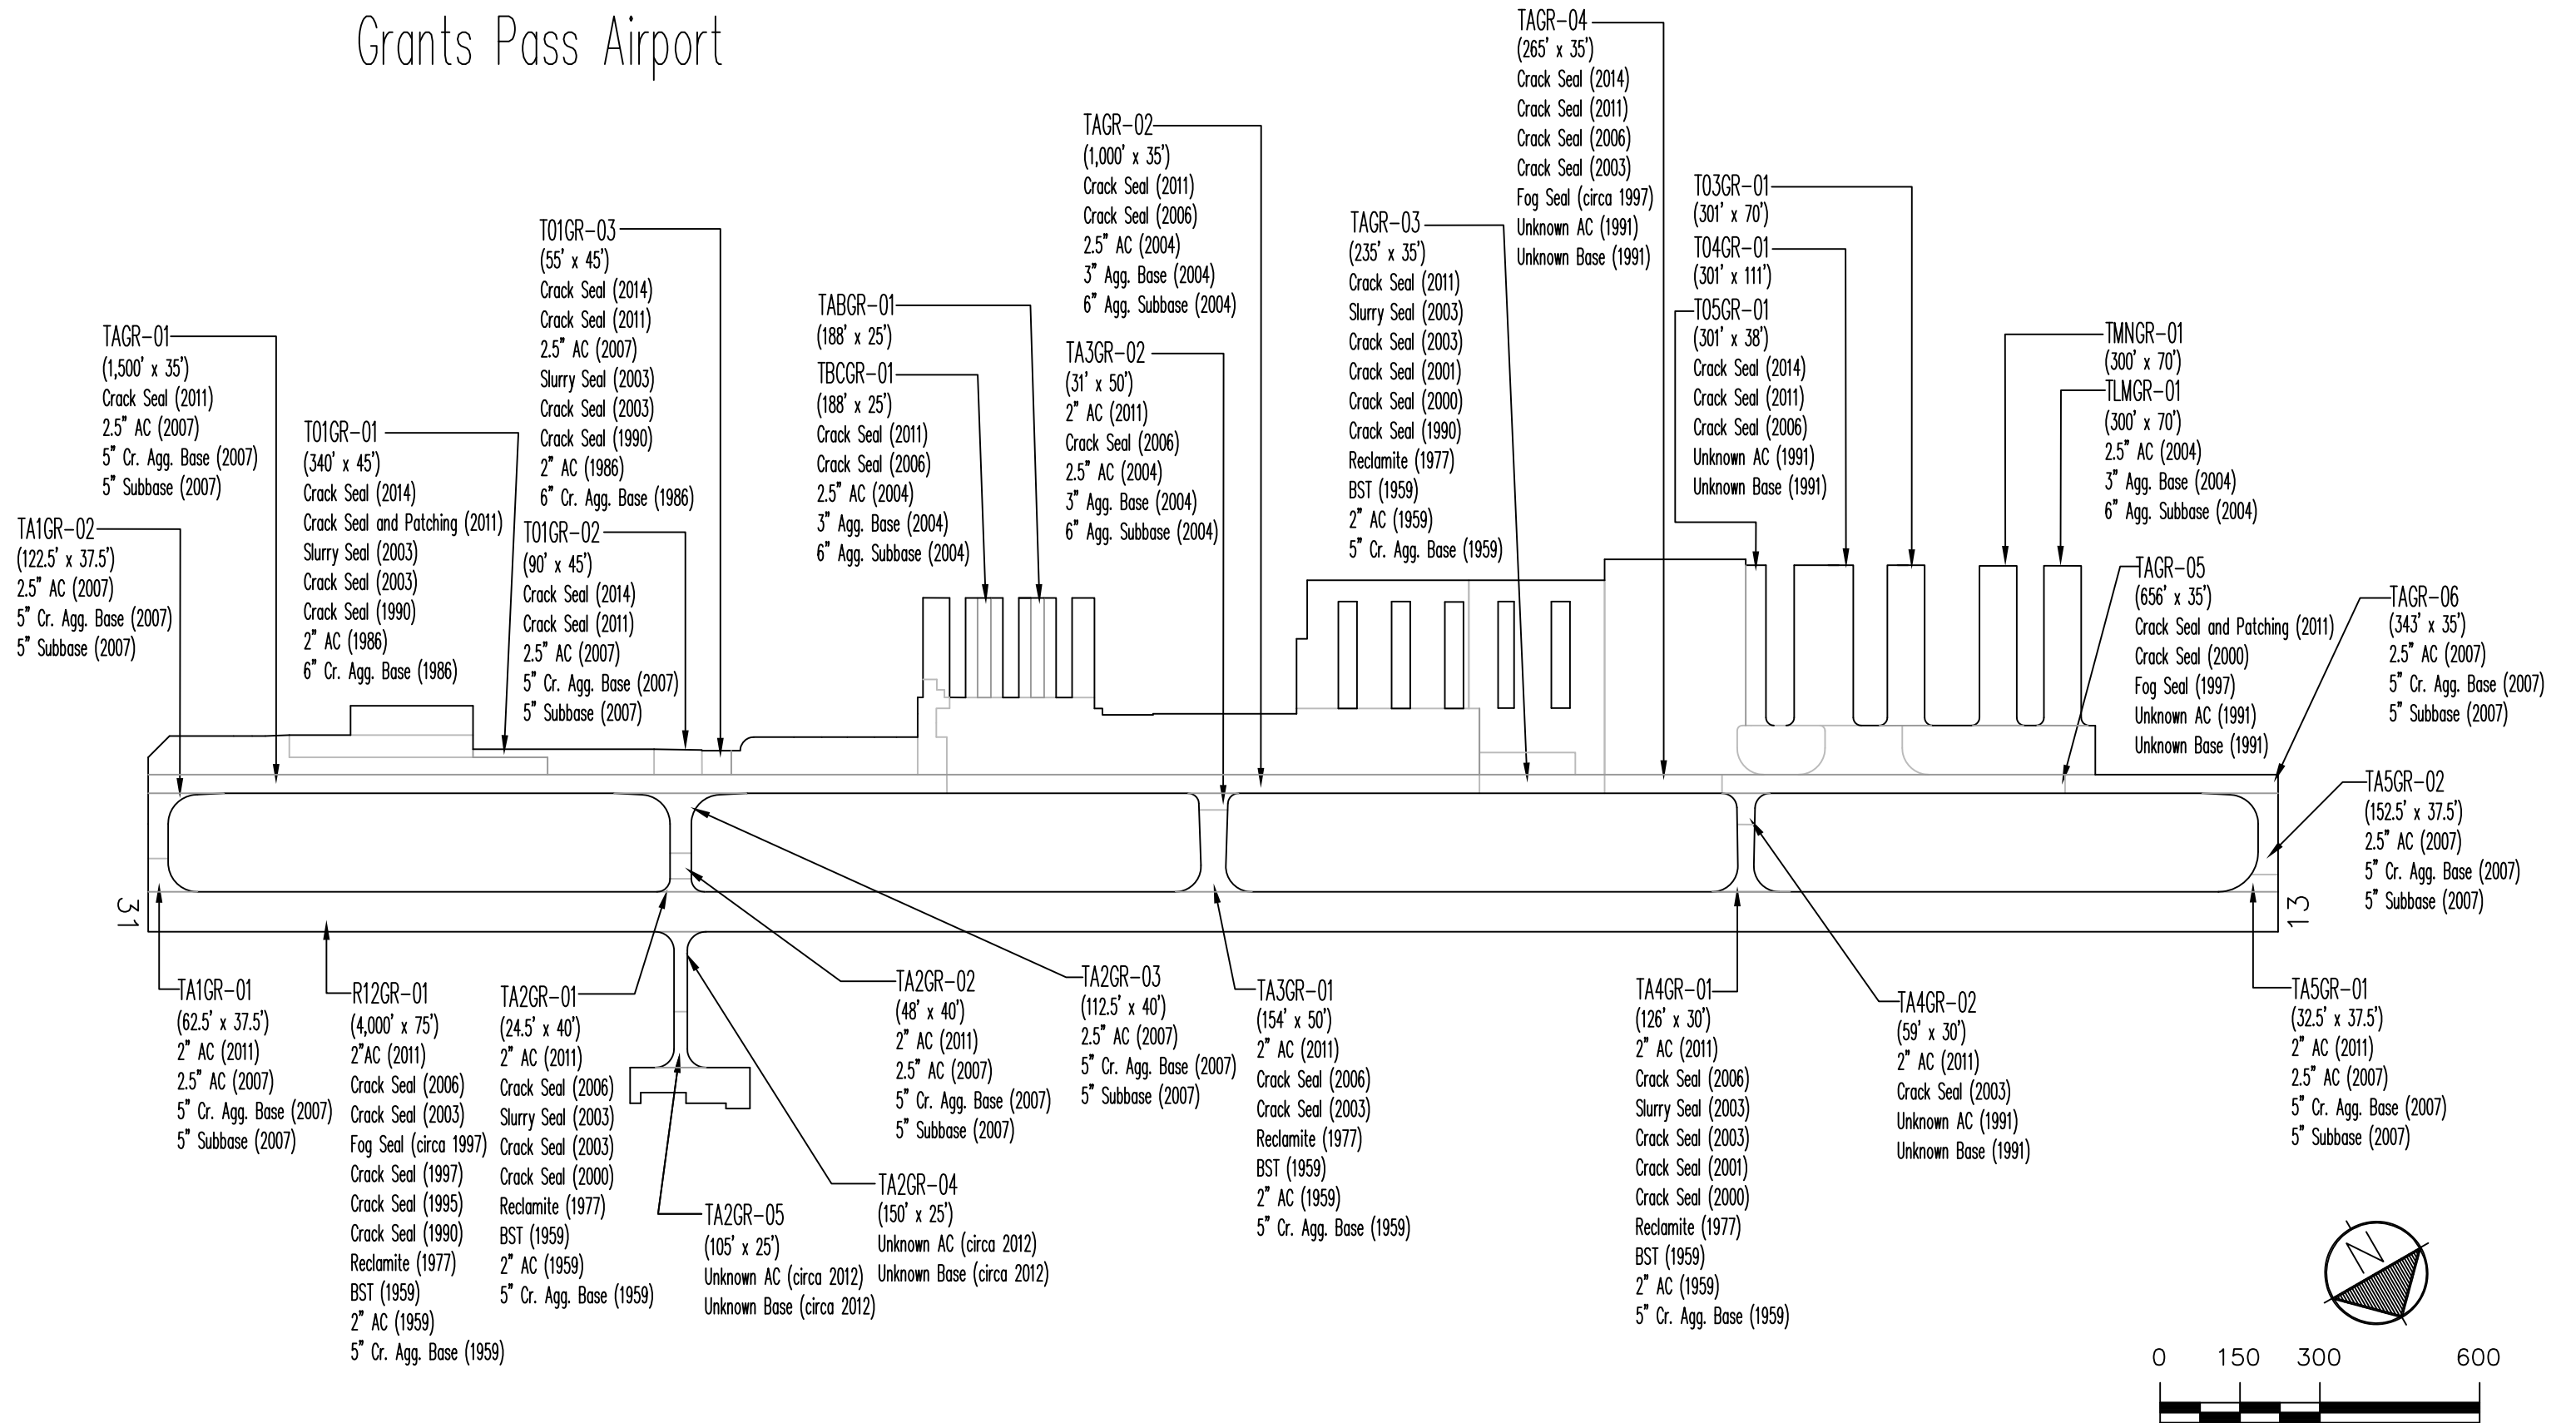 Grants Pass Airport
TAGR-04
(265' x 35')
Crack Seal (2014)
Crack Seal (2011)
Crack Seal (2006)
Crack Seal (2003)
Fog Seal (circa 1997)
Unknown AC (1991)
Unknown Base (1991)
TAGR-02
(1,000' x 35')
Crack Seal (2011)
Crack Seal (2006)
2.5" AC (2004)
3" Agg. Base (2004)
6" Agg. Subbase (2004)
T03GR-01
(301' x 70')
T04GR-01
(301' x 111')
T05GR-01
(301' x 38')
Crack Seal (2014)
Crack Seal (2011)
Crack Seal (2006)
Unknown AC (1991)
Unknown Base (1991)
TAGR-03
(235' x 35')
Crack Seal (2011)
Slurry Seal (2003)
Crack Seal (2003)
Crack Seal (2001)
Crack Seal (2000)
Crack Seal (1990)
Reclamite (1977)
BST (1959)
2" AC (1959)
5" Cr. Agg. Base (1959)
T01GR-03
(55' x 45')
Crack Seal (2014)
Crack Seal (2011)
2.5" AC (2007)
Slurry Seal (2003)
Crack Seal (2003)
Crack Seal (1990)
2" AC (1986)
6" Cr. Agg. Base (1986)
TABGR-01
(188' x 25')
TBCGR-01
(188' x 25')
Crack Seal (2011)
Crack Seal (2006)
2.5" AC (2004)
3" Agg. Base (2004)
6" Agg. Subbase (2004)
TA3GR-02
(31' x 50')
2" AC (2011)
Crack Seal (2006)
2.5" AC (2004)
3" Agg. Base (2004)
6" Agg. Subbase (2004)
TMNGR-01
(300' x 70')
TLMGR-01
(300' x 70')
2.5" AC (2004)
3" Agg. Base (2004)
6" Agg. Subbase (2004)
TAGR-01
(1,500' x 35')
Crack Seal (2011)
2.5" AC (2007)
5" Cr. Agg. Base (2007)
5" Subbase (2007)
T01GR-01
(340' x 45')
Crack Seal (2014)
Crack Seal and Patching (2011)
Slurry Seal (2003)
Crack Seal (2003)
Crack Seal (1990)
2" AC (1986)
6" Cr. Agg. Base (1986)
TA1GR-02
(122.5' x 37.5')
2.5" AC (2007)
5" Cr. Agg. Base (2007)
5" Subbase (2007)
T01GR-02
(90' x 45')
Crack Seal (2014)
Crack Seal (2011)
2.5" AC (2007)
5" Cr. Agg. Base (2007)
5" Subbase (2007)
TAGR-05
(656' x 35')
Crack Seal and Patching (2011)
Crack Seal (2000)
Fog Seal (1997)
Unknown AC (1991)
Unknown Base (1991)
TAGR-06
(343' x 35')
2.5" AC (2007)
5" Cr. Agg. Base (2007)
5" Subbase (2007)
TA5GR-02
(152.5' x 37.5')
2.5" AC (2007)
5" Cr. Agg. Base (2007)
5" Subbase (2007)
31
13
TA1GR-01
(62.5' x 37.5')
2" AC (2011)
2.5" AC (2007)
5" Cr. Agg. Base (2007)
5" Subbase (2007)
R12GR-01
(4,000' x 75')
2"AC (2011)
Crack Seal (2006)
Crack Seal (2003)
Fog Seal (circa 1997)
Crack Seal (1997)
Crack Seal (1995)
Crack Seal (1990)
Reclamite (1977)
BST (1959)
2" AC (1959)
5" Cr. Agg. Base (1959)
TA2GR-01
(24.5' x 40')
2" AC (2011)
Crack Seal (2006)
Slurry Seal (2003)
Crack Seal (2003)
Crack Seal (2000)
Reclamite (1977)
BST (1959)
2" AC (1959)
5" Cr. Agg. Base (1959)
TA2GR-05
(105' x 25')
Unknown AC (circa 2012)
Unknown Base (circa 2012)
TA2GR-02
(48' x 40')
2" AC (2011)
2.5" AC (2007)
5" Cr. Agg. Base (2007)
5" Subbase (2007)
TA2GR-04
(150' x 25')
Unknown AC (circa 2012)
Unknown Base (circa 2012)
TA2GR-03
(112.5' x 40')
2.5" AC (2007)
5" Cr. Agg. Base (2007)
5" Subbase (2007)
TA3GR-01
(154' x 50')
2" AC (2011)
Crack Seal (2006)
Crack Seal (2003)
Reclamite (1977)
BST (1959)
2" AC (1959)
5" Cr. Agg. Base (1959)
TA4GR-01
(126' x 30')
2" AC (2011)
Crack Seal (2006)
Slurry Seal (2003)
Crack Seal (2003)
Crack Seal (2001)
Crack Seal (2000)
Reclamite (1977)
BST (1959)
2" AC (1959)
5" Cr. Agg. Base (1959)
TA4GR-02
(59' x 30')
2" AC (2011)
Crack Seal (2003)
Unknown AC (1991)
Unknown Base (1991)
TA5GR-01
(32.5' x 37.5')
2" AC (2011)
2.5" AC (2007)
5" Cr. Agg. Base (2007)
5" Subbase (2007)
N
0 150 300 600